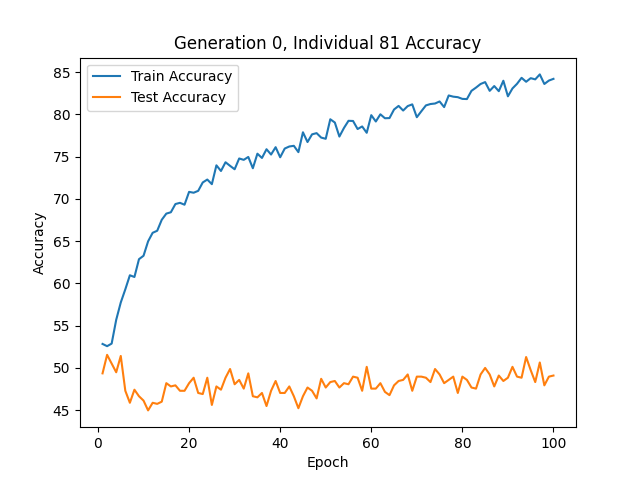 Generation 0, Individual 81 Accuracy
Train Accuracy
Test Accuracy
Accuracy
85
80
75
70
65
60
55
50
45
0 20 40 60 80 100
Epoch